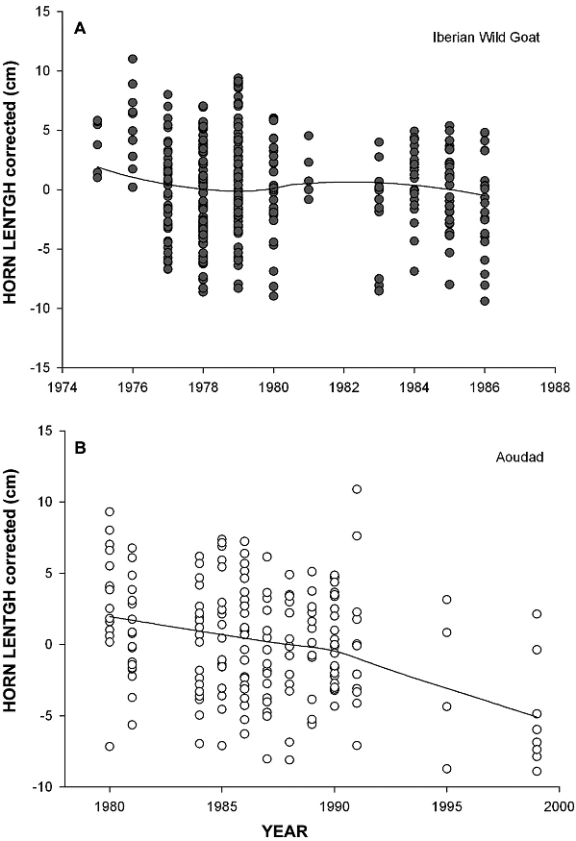 A
Iberian Wild Goat
HORN LENTGH corrected (cm)
15
10
5
0
-5
-10
-15
1974 1976 1978 1980 1982 1984 1986 1988
B
Aoudad
HORN LENTGH corrected (cm)
15
10
5
0
-5
-10
1980 1985 1990 1995 2000
YEAR